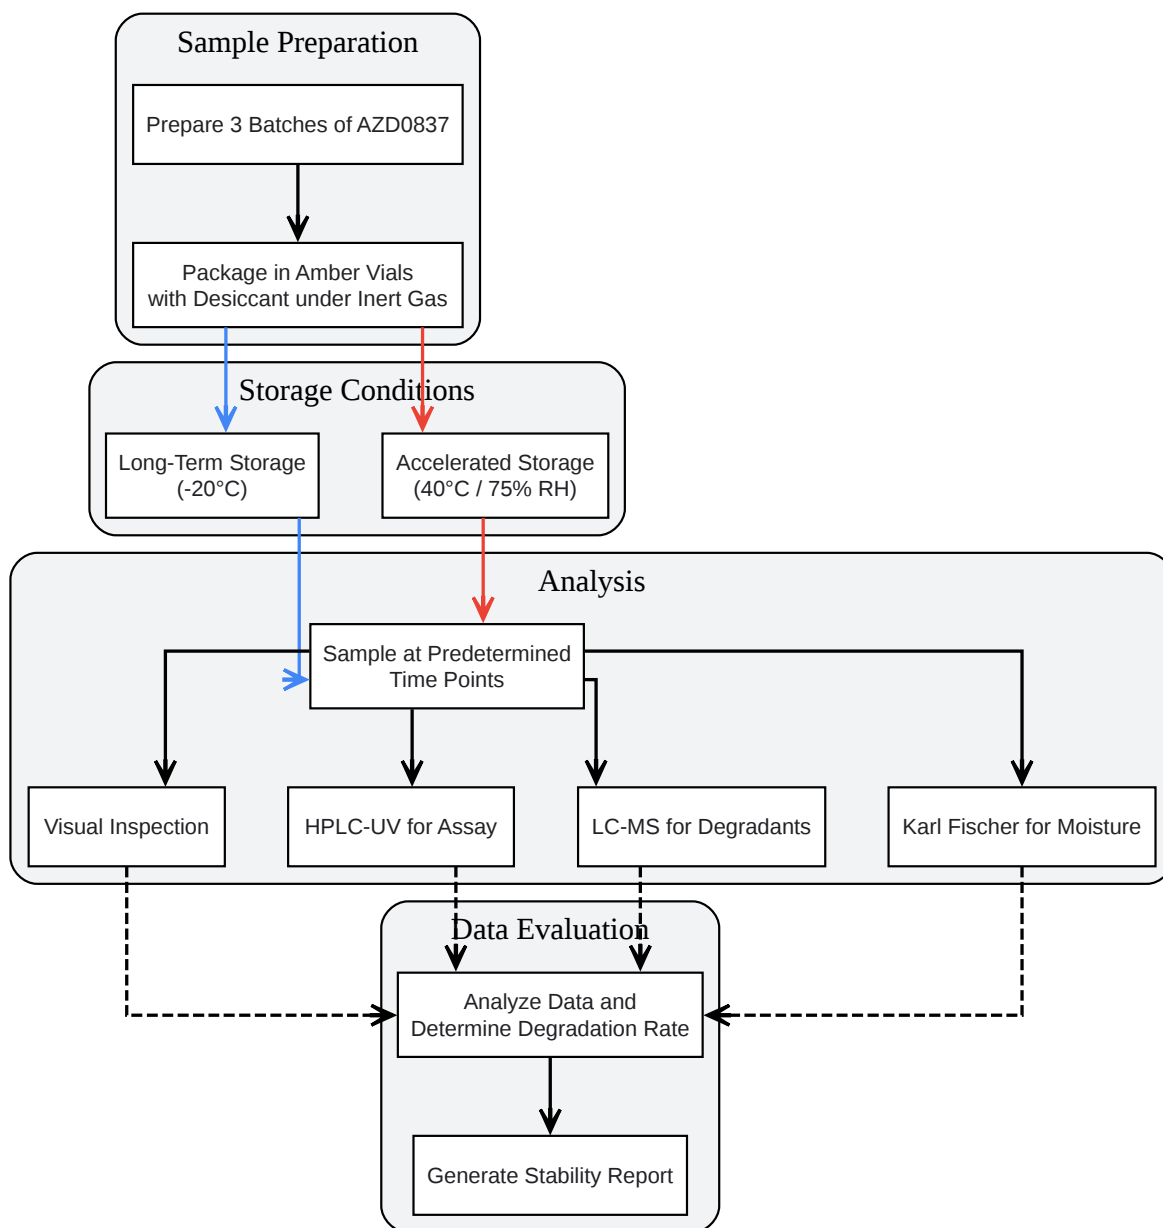 Sample Preparation
Prepare 3 Batches of AZD0837
Package in Amber Vials
with Desiccant under Inert Gas
Storage Conditions
Long-Term Storage
(-20°C)
Accelerated Storage
(40°C / 75% RH)
Analysis
Sample at Predetermined
Time Points
Visual Inspection
HPLC-UV for Assay
LC-MS for Degradants
Karl Fischer for Moisture
Data Evaluation
Analyze Data and
Determine Degradation Rate
Generate Stability Report